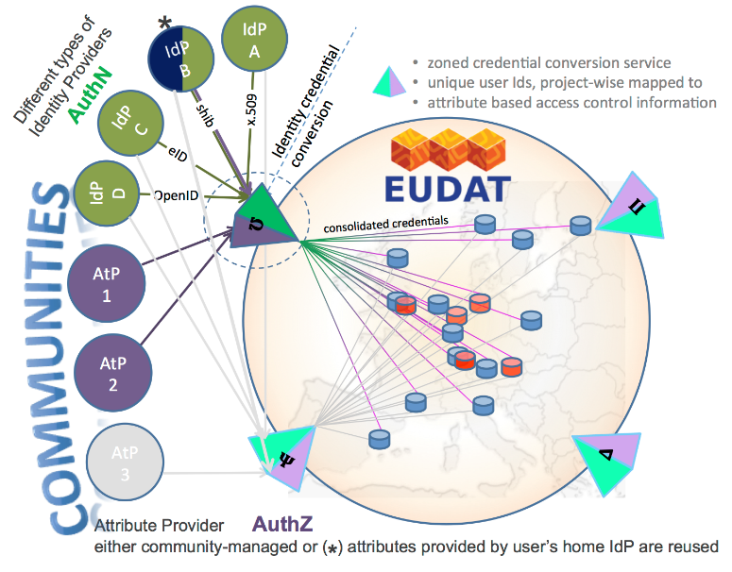 *
Different types of
Identity Providers
AuthN
IdP
A
IdP
B
IdP
C
IdP
D
shib
x.509
eID
OpenID
Identity credential
conversion
• zoned credential conversion service
• unique user Ids, project-wise mapped to
• attribute based access control information
EUDAT
consolidated credentials
COMMUNITIES
AtP
1
AtP
2
AtP
3
Ʊ
Π
Ψ
Δ
Attribute Provider AuthZ
either community-managed or (*) attributes provided by user's home IdP are reused